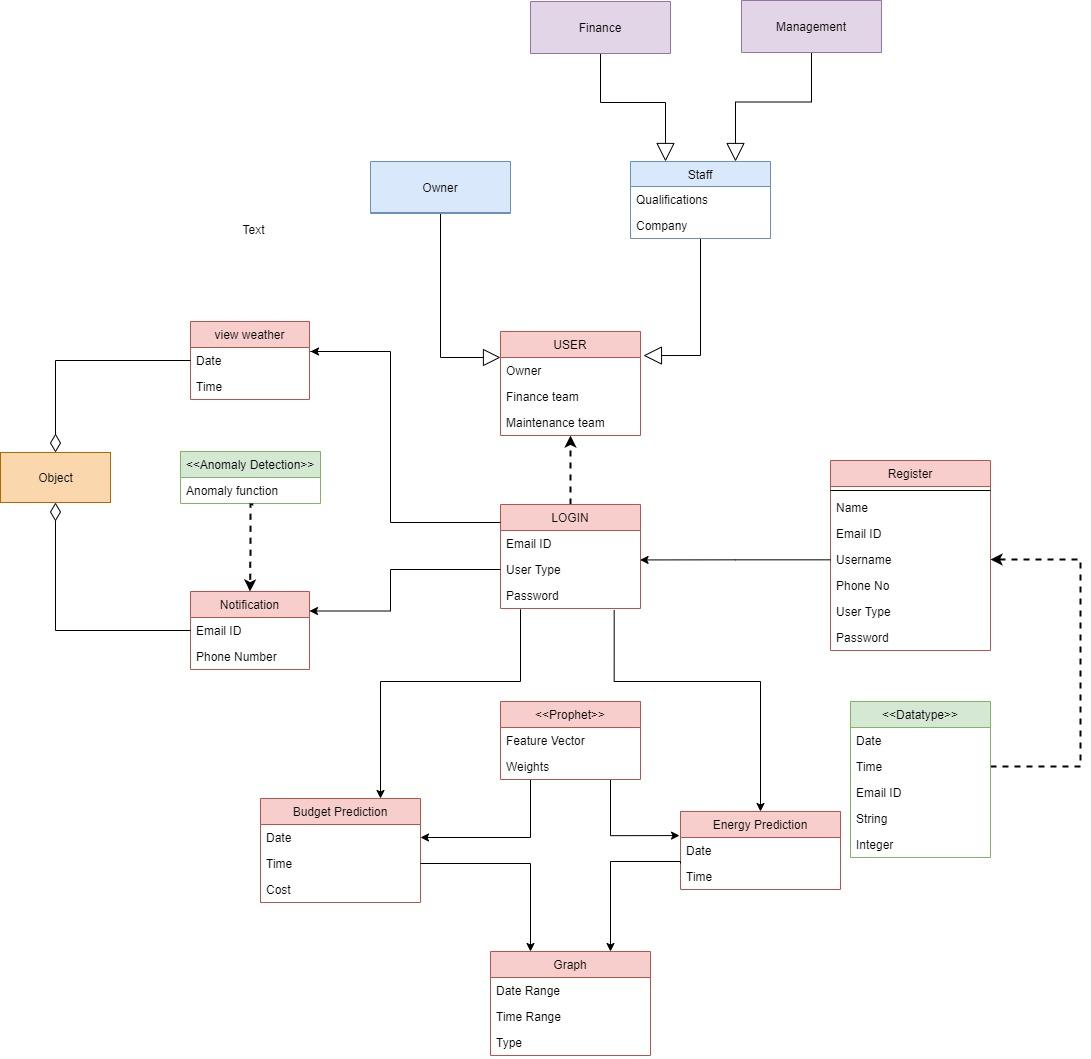 Finance
Management
Owner
Staff
Qualifications
Company
Text
view weather
Date
Time
USER
Owner
Finance team
Maintenance team
Object
<<Anomaly Detection>>
Anomaly function
LOGIN
Email ID
User Type
Password
Register
Name
Email ID
Username
Phone No
User Type
Password
Notification
Email ID
Phone Number
<<Prophet>>
Feature Vector
Weights
<<Datatype>>
Date
Time
Email ID
String
Integer
Budget Prediction
Date
Time
Cost
Energy Prediction
Date
Time
Graph
Date Range
Time Range
Type